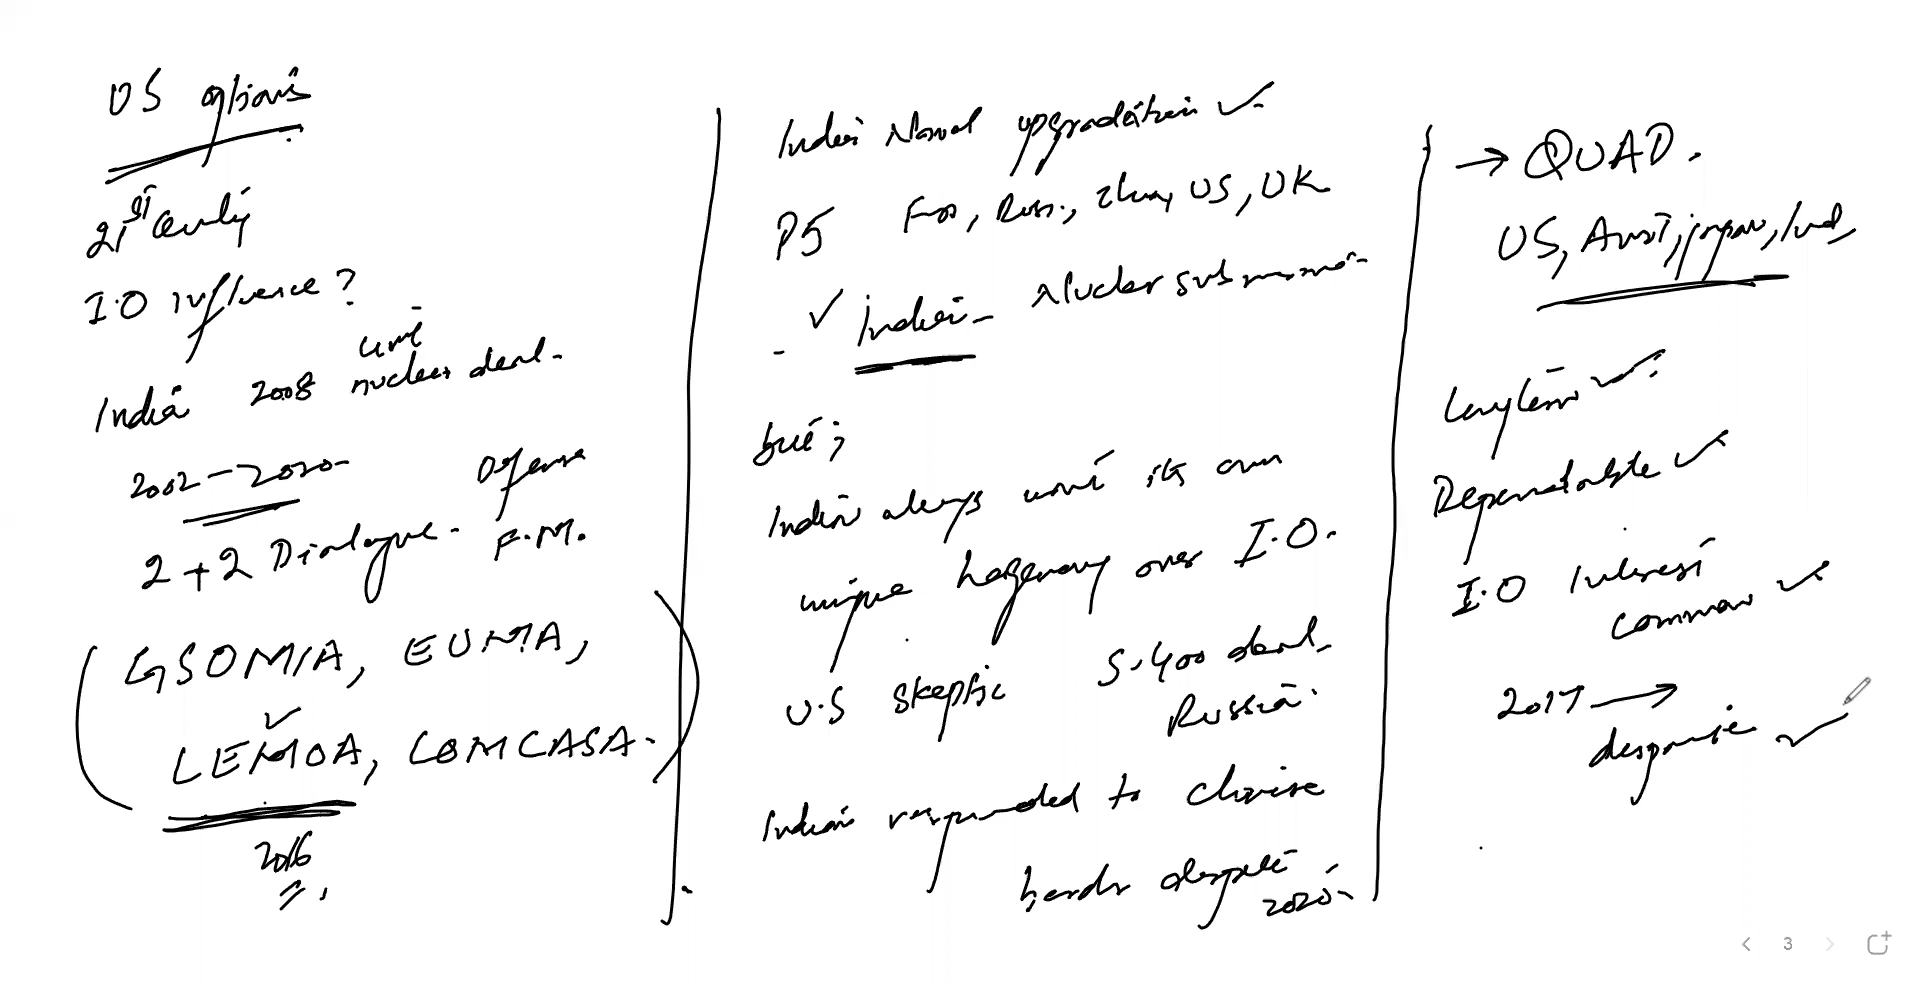 US options
21st Century
I.O influence?
civil
India 2008 nuclear deal-
2002-2020- Defense
2+2 Dialogue- F.M.
(GSOMIA, EUMA,
LEMOA, COMCASA.)
2016
India Naval upgradation
P5 Fra, Russ., China, US, UK
India- Nuclear submarine-
but;
India always want its own
unique hegemony over I.O.
U.S skeptic S-400 deal-
Russia.
India responded to Chinese
border dispute
2020-
→ QUAD.
US, Aust, japan, Ind,
Longterm
Dependable
I.O Interest
common
2017 →